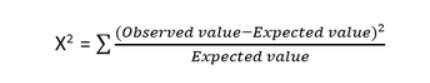 X² = ∑ (Observed value−Expected value)² / Expected value